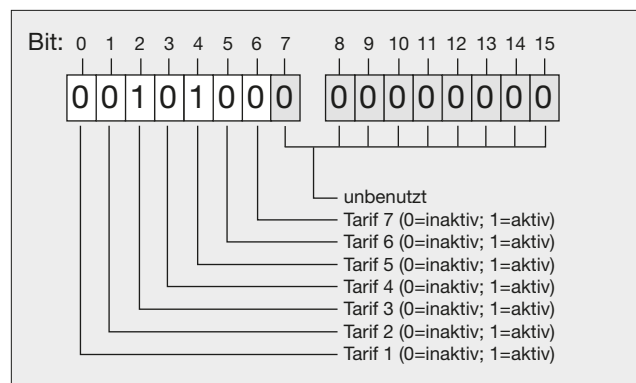 Bit: 0 1 2 3 4 5 6 7 8 9 10 11 12 13 14 15
0 0 1 0 1 0 0 0 0 0 0 0 0 0 0 0
unbenutzt
Tarif 7 (0=inaktiv; 1=aktiv)
Tarif 6 (0=inaktiv; 1=aktiv)
Tarif 5 (0=inaktiv; 1=aktiv)
Tarif 4 (0=inaktiv; 1=aktiv)
Tarif 3 (0=inaktiv; 1=aktiv)
Tarif 2 (0=inaktiv; 1=aktiv)
Tarif 1 (0=inaktiv; 1=aktiv)